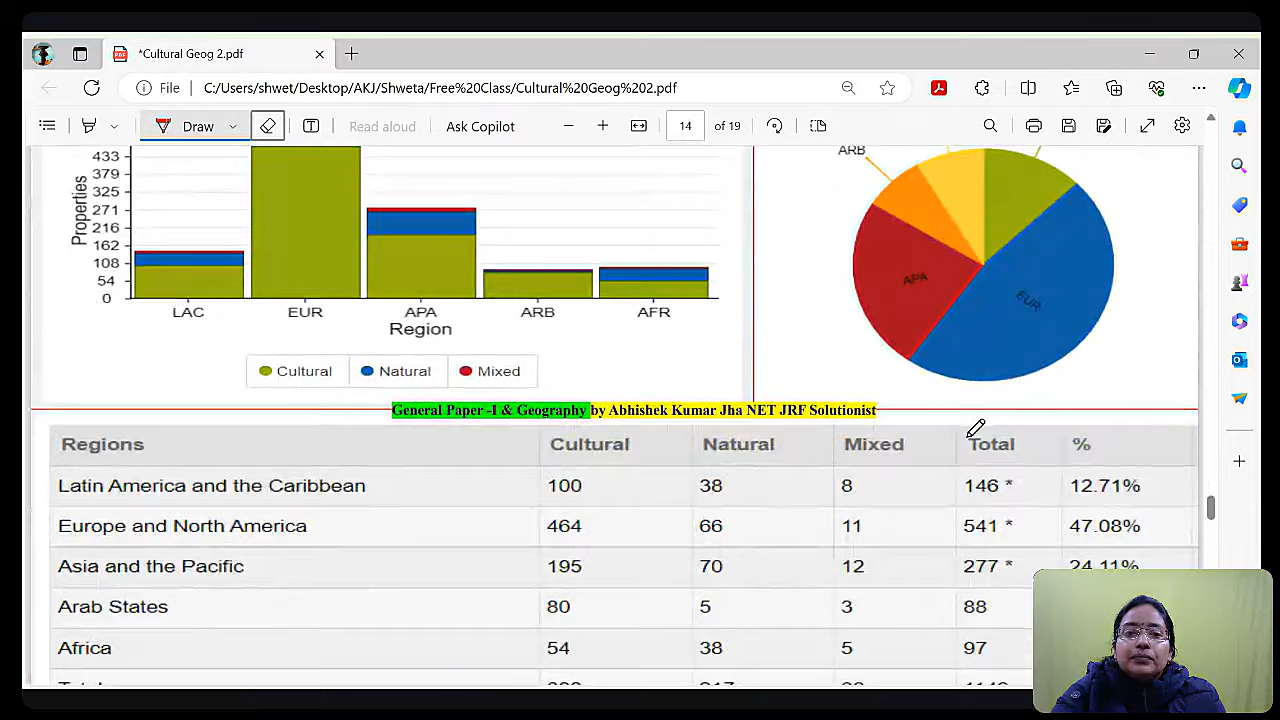 *Cultural Geog 2.pdf
File C:/Users/shwet/Desktop/AKJ/Shweta/Free%20Class/Cultural%20Geog%202.pdf
Draw Read aloud Ask Copilot 14 of 19
433
379
325
271
216
162
108
54
0
Properties
LAC EUR APA ARB AFR
Region
Cultural Natural Mixed
ARB
APA
EUR
General Paper -I & Geography by Abhishek Kumar Jha NET JRF Solutionist
Regions Cultural Natural Mixed Total %
Latin America and the Caribbean 100 38 8 146 * 12.71%
Europe and North America 464 66 11 541 * 47.08%
Asia and the Pacific 195 70 12 277 * 24.11%
Arab States 80 5 3 88
Africa 54 38 5 97